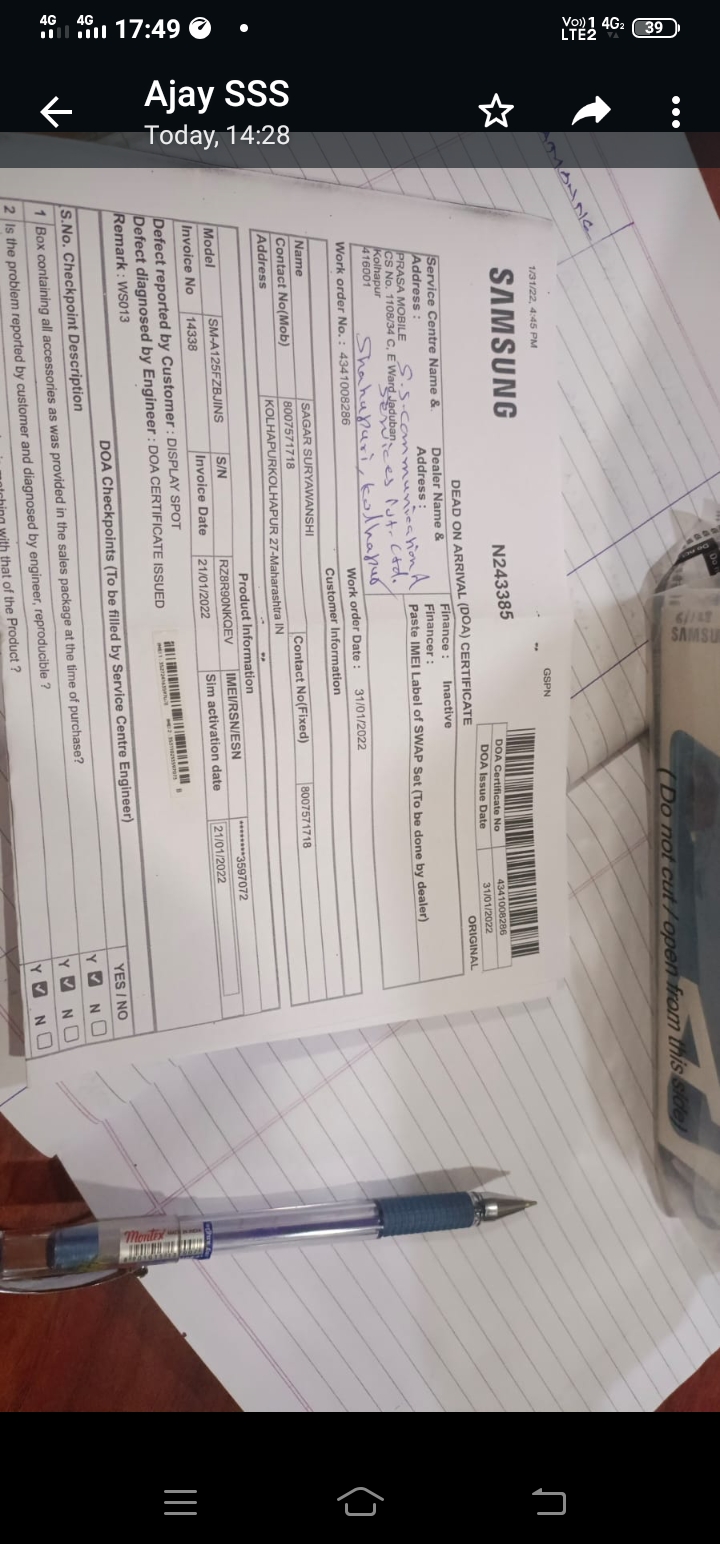 4G 4G 17:49 Vo)) 1 4G2 LTE2 39
Ajay SSS
Today, 14:28
1/31/22, 4:45 PM GSPN
SAMSUNG N243385
DOA Certificate No 4341008286
DOA Issue Date 31/01/2022
DEAD ON ARRIVAL (DOA) CERTIFICATE ORIGINAL
Service Centre Name & Address :
PRASA MOBILE
CS No. 1108/34 C, E Ward Jaduban,
Kolhapur
416001
Dealer Name & Address :
S.S. Communication &
Services Pvt. Ltd.
Shahupuri, Kolhapur
Finance : Inactive
Financer :
Paste IMEI Label of SWAP Set (To be done by dealer)
Work order No. : 4341008286 Work order Date : 31/01/2022
Customer Information
Name SAGAR SURYAWANSHI
Contact No(Mob) 8007571718 Contact No(Fixed) 8007571718
Address KOLHAPURKOLHAPUR 27-Maharashtra IN
Product Information
Model SM-A125FZBJINS S/N RZ8R90NKQEV IMEI/RSN/ESN ********3597072
Invoice No 14338 Invoice Date 21/01/2022 Sim activation date 21/01/2022
Defect reported by Customer : DISPLAY SPOT
Defect diagnosed by Engineer : DOA CERTIFICATE ISSUED
Remark : WS013
DOA Checkpoints (To be filled by Service Centre Engineer)
S.No. Checkpoint Description YES / NO
1 Box containing all accessories as was provided in the sales package at the time of purchase? Y N
2 Is the problem reported by customer and diagnosed by engineer, reproducible ? Y N
matching with that of the Product ? Y N
(Do not cut / open from this side)
SAMSU
Montex